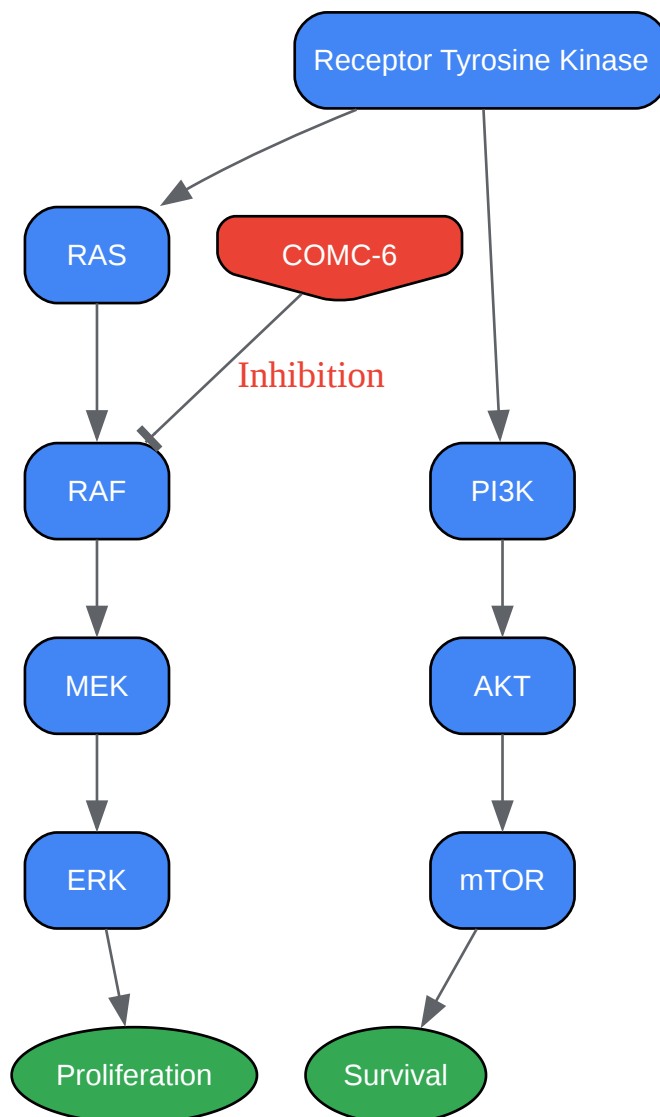 Receptor Tyrosine Kinase
RAS
COMC-6
Inhibition
RAF
PI3K
MEK
AKT
ERK
mTOR
Proliferation
Survival